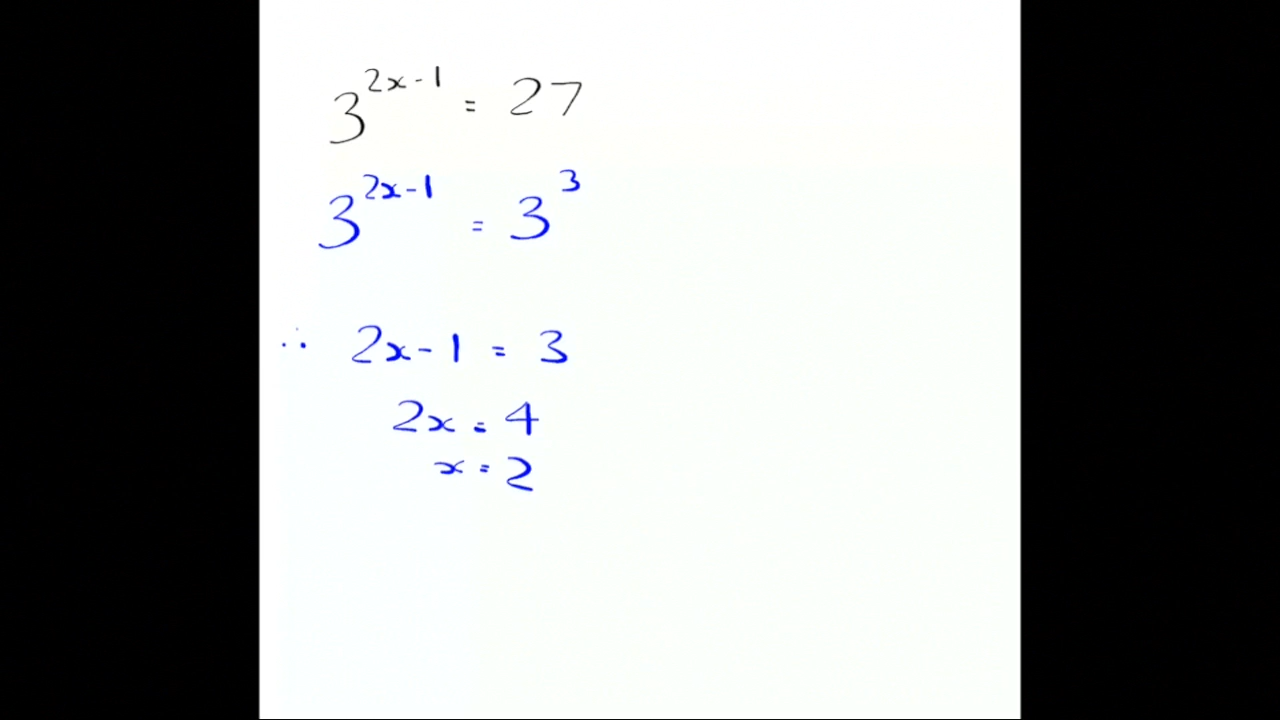 3^{2x-1} = 27
3^{2x-1} = 3^3
∴ 2x-1 = 3
2x = 4
x = 2